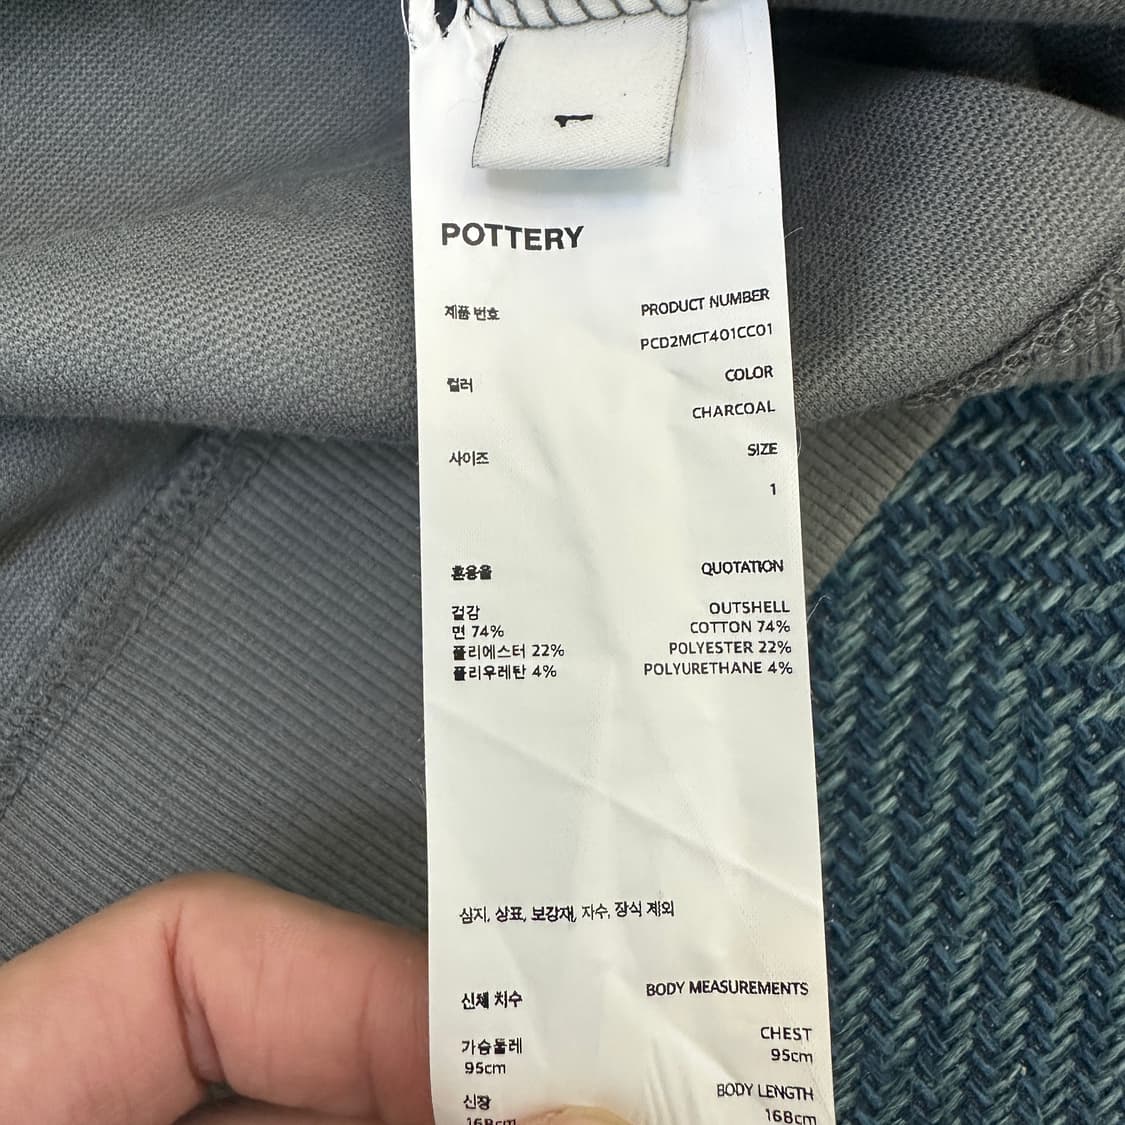 1
POTTERY
제품 번호 PRODUCT NUMBER
PCD2MCT401CC01
컬러 COLOR
CHARCOAL
사이즈 SIZE
1
혼용율 QUOTATION
겉감 OUTSHELL
면 74% COTTON 74%
폴리에스터 22% POLYESTER 22%
폴리우레탄 4% POLYURETHANE 4%
심지, 상표, 보강재, 자수, 장식 제외
신체 치수 BODY MEASUREMENTS
가슴둘레 CHEST
95cm 95cm
신장 BODY LENGTH
168cm 168cm